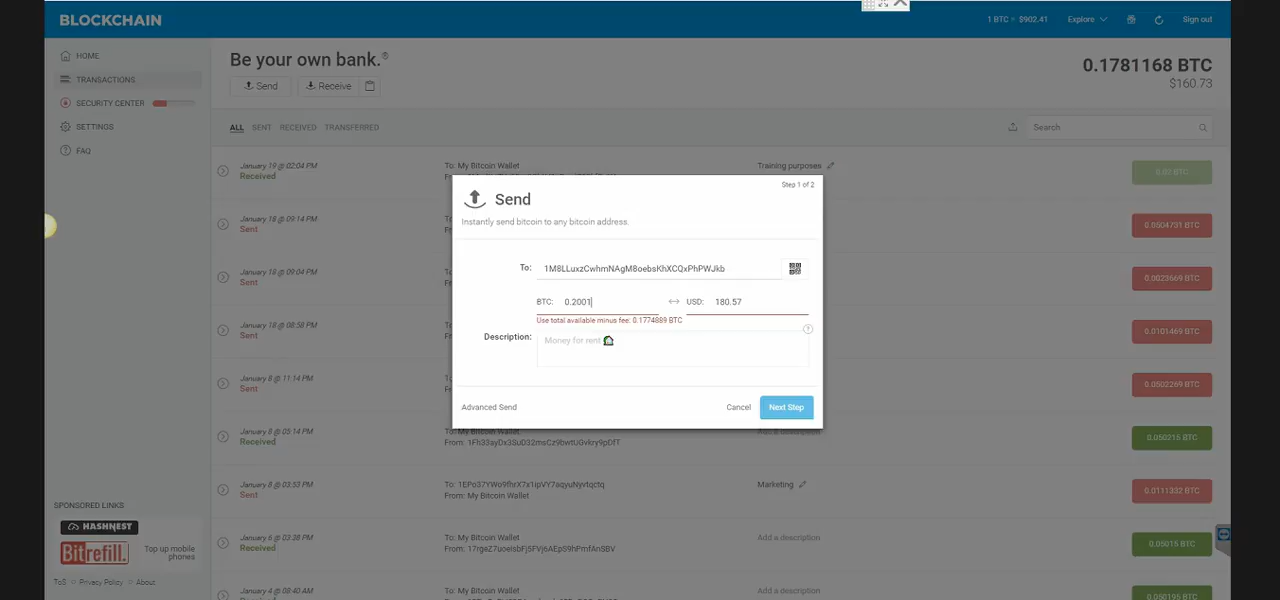 BLOCKCHAIN
1 BTC = $902.41 Explore Sign out
HOME
TRANSACTIONS
SECURITY CENTER
SETTINGS
FAQ
Be your own bank.®
Send Receive
0.1781168 BTC
$160.73
ALL SENT RECEIVED TRANSFERRED
Search
January 19 @ 02:04 PM
Received
To: My Bitcoin Wallet
Training purposes
January 18 @ 09:14 PM
Sent
0.0504731 BTC
January 18 @ 09:04 PM
Sent
0.0023669 BTC
January 18 @ 08:58 PM
Sent
0.0101469 BTC
January 8 @ 11:14 PM
Sent
0.0502269 BTC
January 8 @ 05:14 PM
Received
To: My Bitcoin Wallet
0.050215 BTC
January 8 @ 03:53 PM
Sent
From: My Bitcoin Wallet
Marketing
0.0111332 BTC
January 6 @ 03:38 PM
Received
To: My Bitcoin Wallet
Add a description
0.05015 BTC
January 4 @ 08:40 AM
To: My Bitcoin Wallet
Add a description
0.050195 BTC
Step 1 of 2
Send
Instantly send bitcoin to any bitcoin address.
To: 1M8LLuxzCwhmNAgM8oebsKhXCQxPhPWJkb
BTC: 0.2001 USD: 180.57
Use total available minus fee: 0.1774889 BTC
Description: Money for rent
Advanced Send Cancel Next Step
SPONSORED LINKS
HASHNEST
Bitrefill. Top up mobile
phones
ToS Privacy Policy About